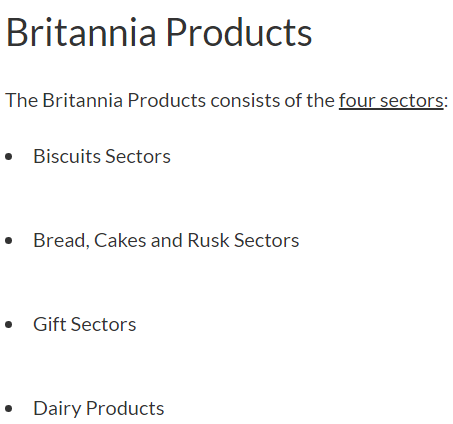 Britannia Products
The Britannia Products consists of the four sectors:
• Biscuits Sectors
• Bread, Cakes and Rusk Sectors
• Gift Sectors
• Dairy Products